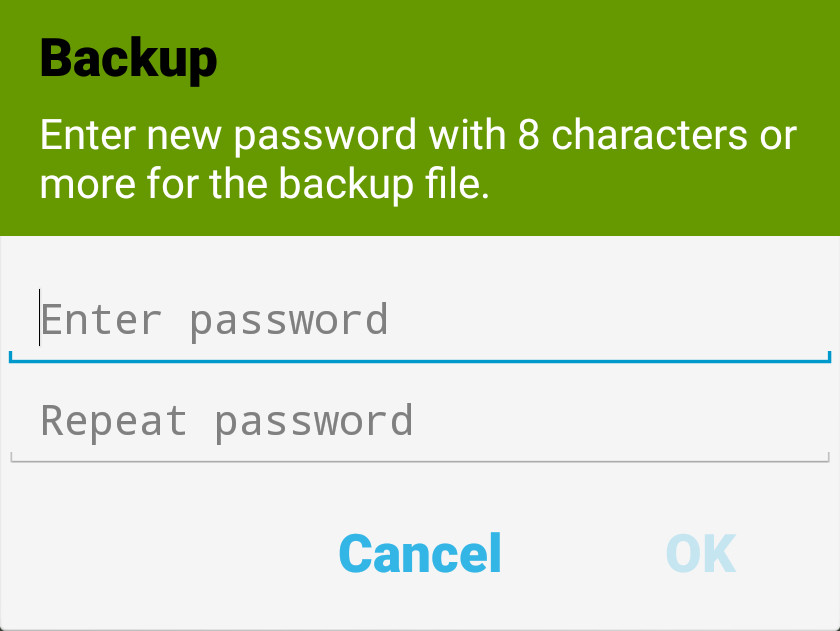 Backup
Enter new password with 8 characters or
more for the backup file.
Enter password
Repeat password
Cancel OK